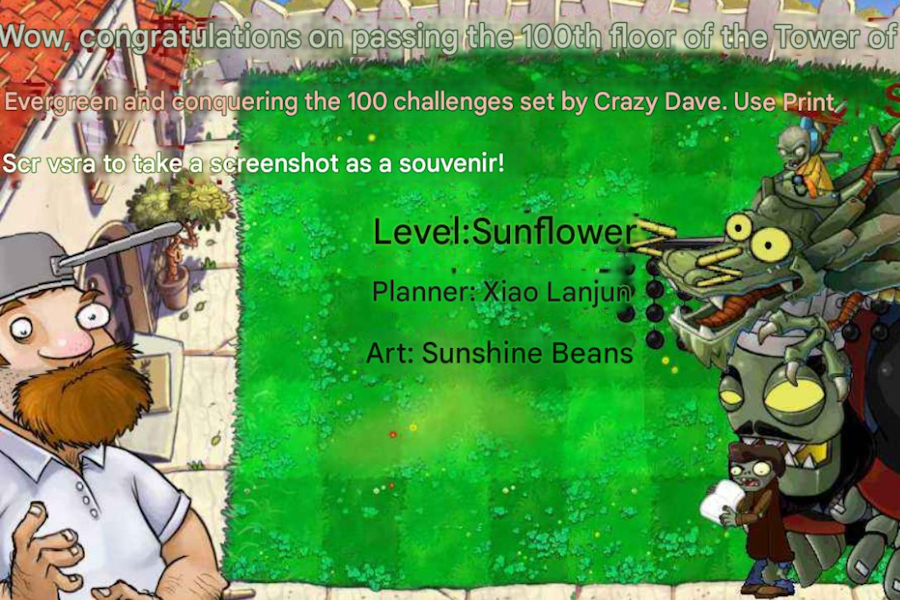 Wow, congratulations on passing the 100th floor of the Tower of
Evergreen and conquering the 100 challenges set by Crazy Dave. Use Print,
Scr vsra to take a screenshot as a souvenir!
Level:Sunflower
Planner: Xiao Lanjun
Art: Sunshine Beans